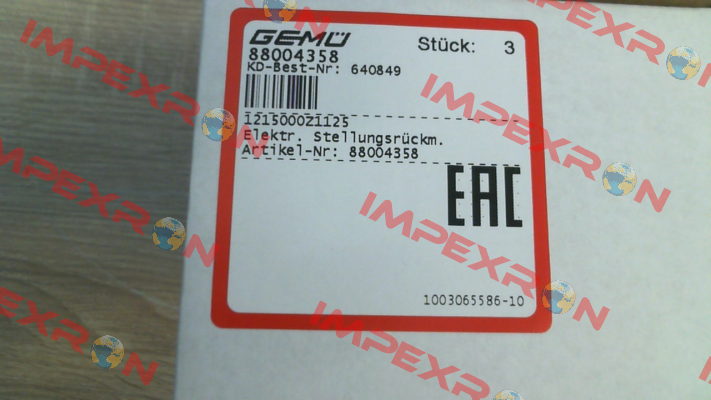 GEMÜ
Stück: 3
88004358
KD-Best-Nr: 640849
1215000Z1125
Elektr. Stellungsrückm.
Artikel-Nr: 88004358
EAC
1003065586-10
IMPEXRON
IMPEXRON
IMPEXRON
IMPEXRON
IMPEXRON
IMPEXRON